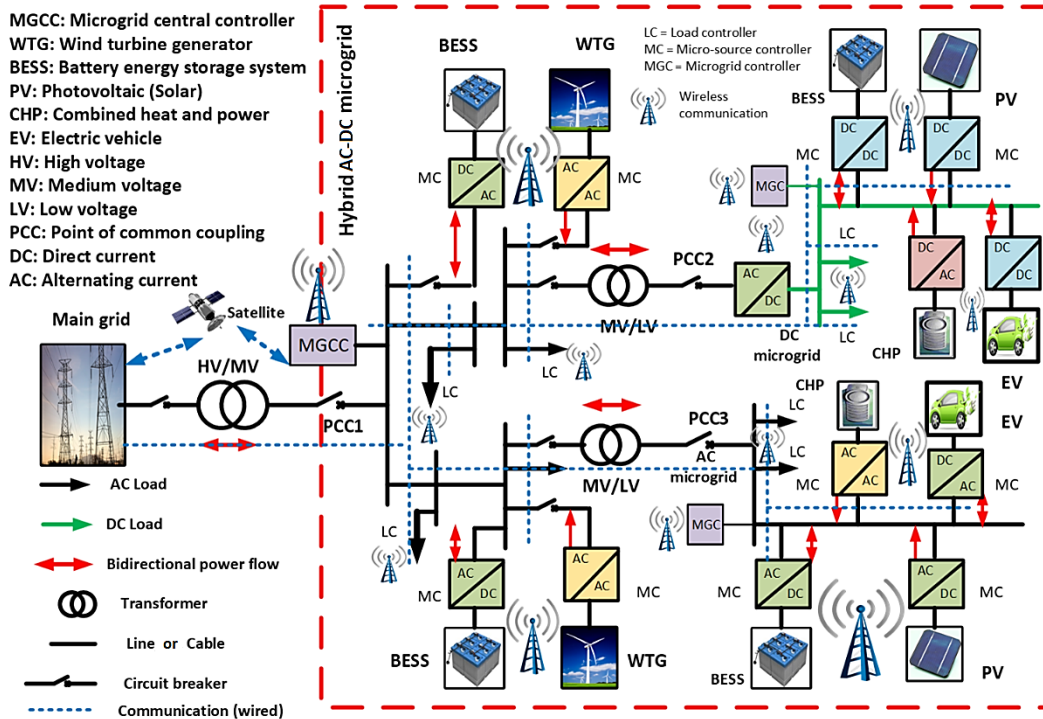 MGCC: Microgrid central controller
WTG: Wind turbine generator
BESS: Battery energy storage system
PV: Photovoltaic (Solar)
CHP: Combined heat and power
EV: Electric vehicle
HV: High voltage
MV: Medium voltage
LV: Low voltage
PCC: Point of common coupling
DC: Direct current
AC: Alternating current
Hybrid AC-DC microgrid
LC = Load controller
MC = Micro-source controller
MGC = Microgrid controller
Wireless
communication
BESS
WTG
BESS
PV
DC
AC
MC
AC
AC
MC
MC
DC
DC
DC
DC
MC
MGC
LC
LC
DC
AC
DC
DC
CHP
EV
Main grid
Satellite
MGCC
HV/MV
PCC1
MV/LV
PCC2
AC
DC
DC
microgrid
LC
LC
LC
MV/LV
PCC3
AC
microgrid
LC
LC
CHP
EV
MC
AC
AC
DC
AC
MC
MGC
MC
AC
DC
AC
AC
MC
BESS
WTG
MC
AC
DC
AC
DC
MC
BESS
PV
AC Load
DC Load
Bidirectional power flow
Transformer
Line or Cable
Circuit breaker
Communication (wired)